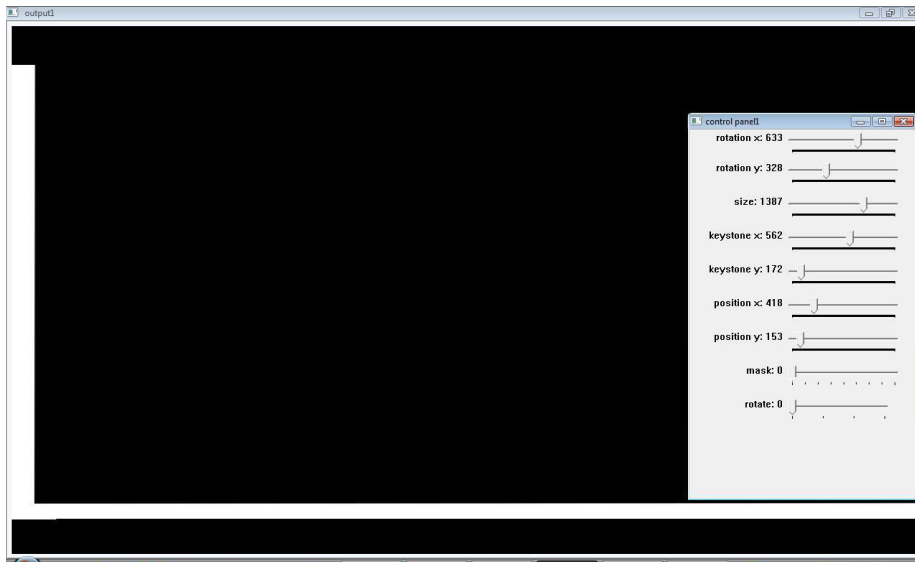 output1
control panel1
rotation x: 633
rotation y: 328
size: 1387
keystone x: 562
keystone y: 172
position x: 418
position y: 153
mask: 0
rotate: 0